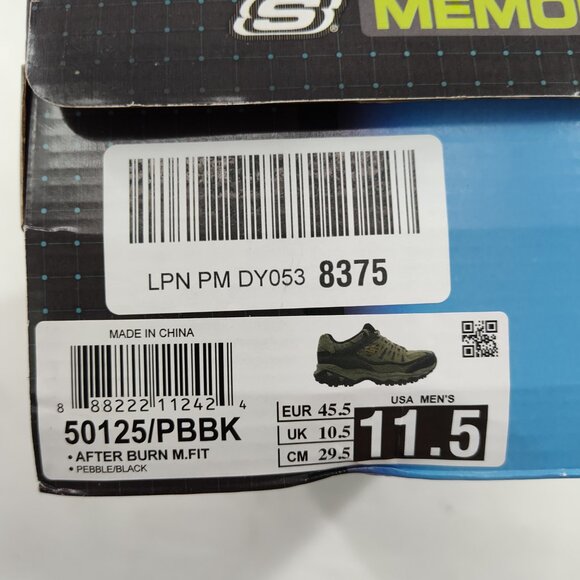 S
MEMO
LPN PM DY053 8375
MADE IN CHINA
8 88222 11242 4
50125/PBBK
• AFTER BURN M.FIT
• PEBBLE/BLACK
EUR 45.5
UK 10.5
CM 29.5
USA MEN'S
11.5